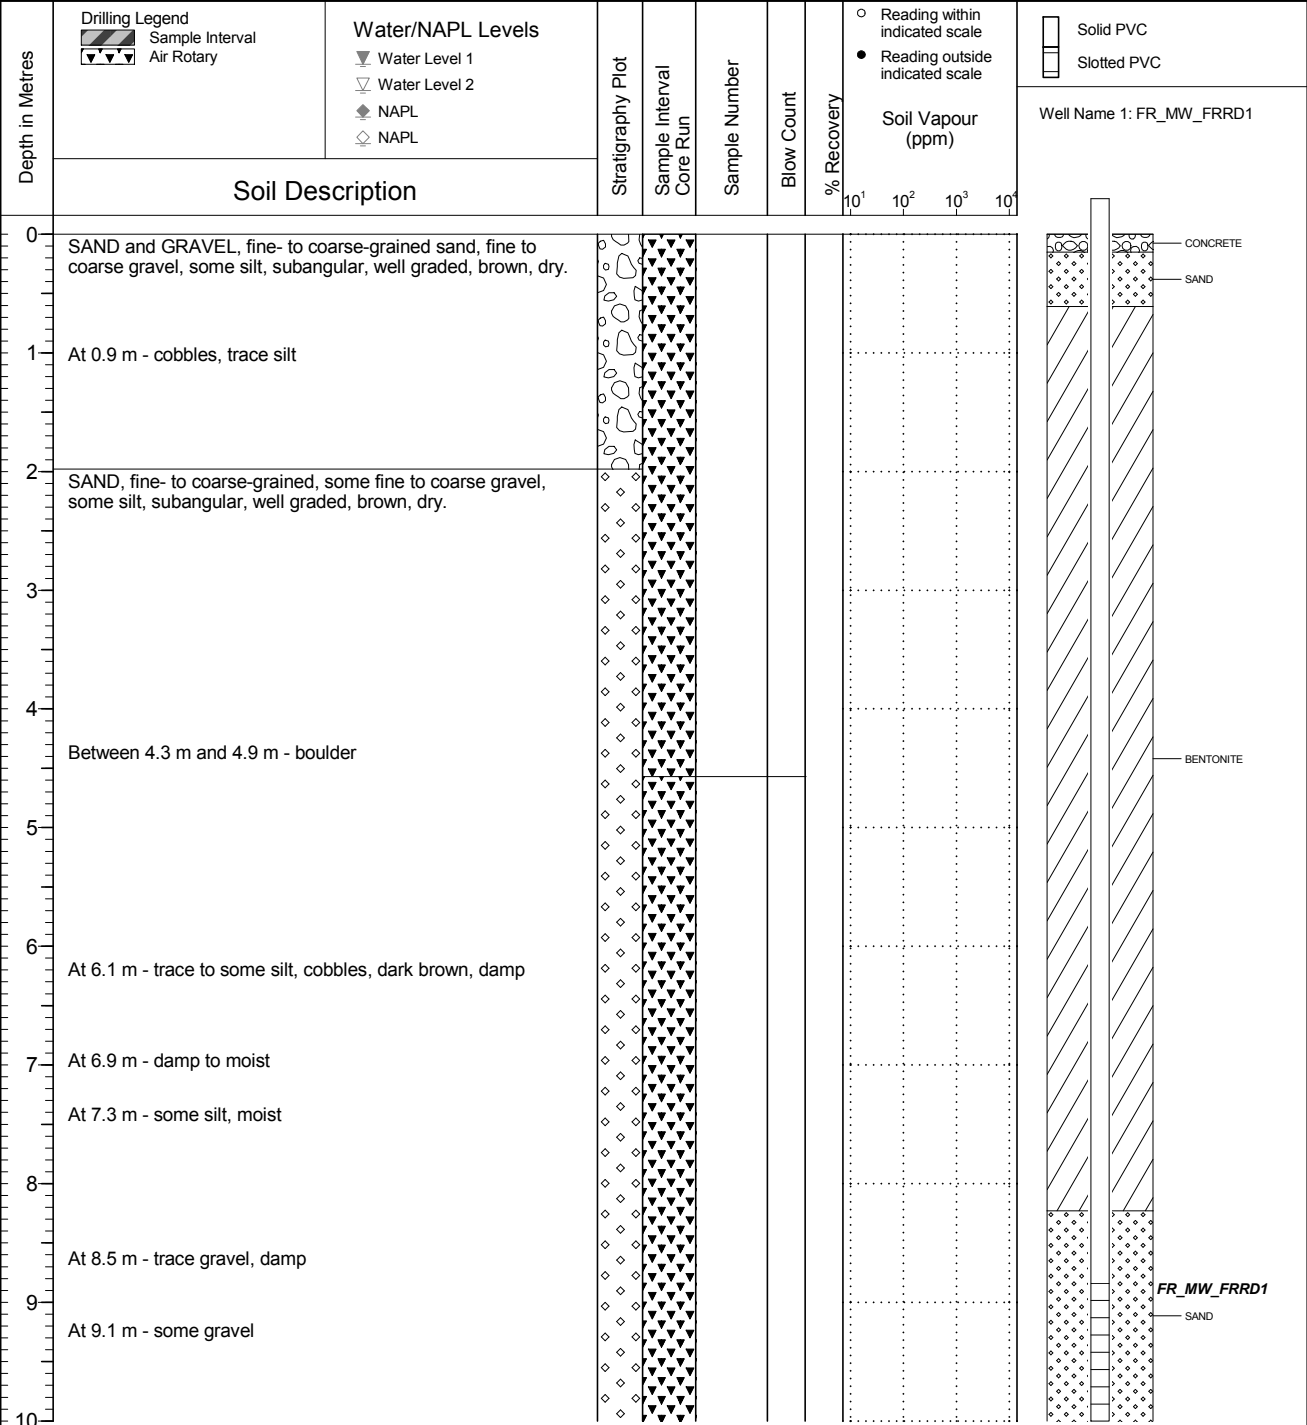 Drilling Legend
Sample Interval
Air Rotary
Water/NAPL Levels
Water Level 1
Water Level 2
NAPL
NAPL
Depth in Metres
Soil Description
Stratigraphy Plot
Sample Interval
Core Run
Sample Number
Blow Count
% Recovery
Reading within
indicated scale
Reading outside
indicated scale
Soil Vapour
(ppm)
10¹ 10² 10³ 10⁴
Solid PVC
Slotted PVC
Well Name 1: FR_MW_FRRD1
0
SAND and GRAVEL, fine- to coarse-grained sand, fine to
coarse gravel, some silt, subangular, well graded, brown, dry.
CONCRETE
SAND
1
At 0.9 m - cobbles, trace silt
2
SAND, fine- to coarse-grained, some fine to coarse gravel,
some silt, subangular, well graded, brown, dry.
3
4
Between 4.3 m and 4.9 m - boulder
BENTONITE
5
6
At 6.1 m - trace to some silt, cobbles, dark brown, damp
7
At 6.9 m - damp to moist
At 7.3 m - some silt, moist
8
At 8.5 m - trace gravel, damp
FR_MW_FRRD1
9
SAND
At 9.1 m - some gravel
10